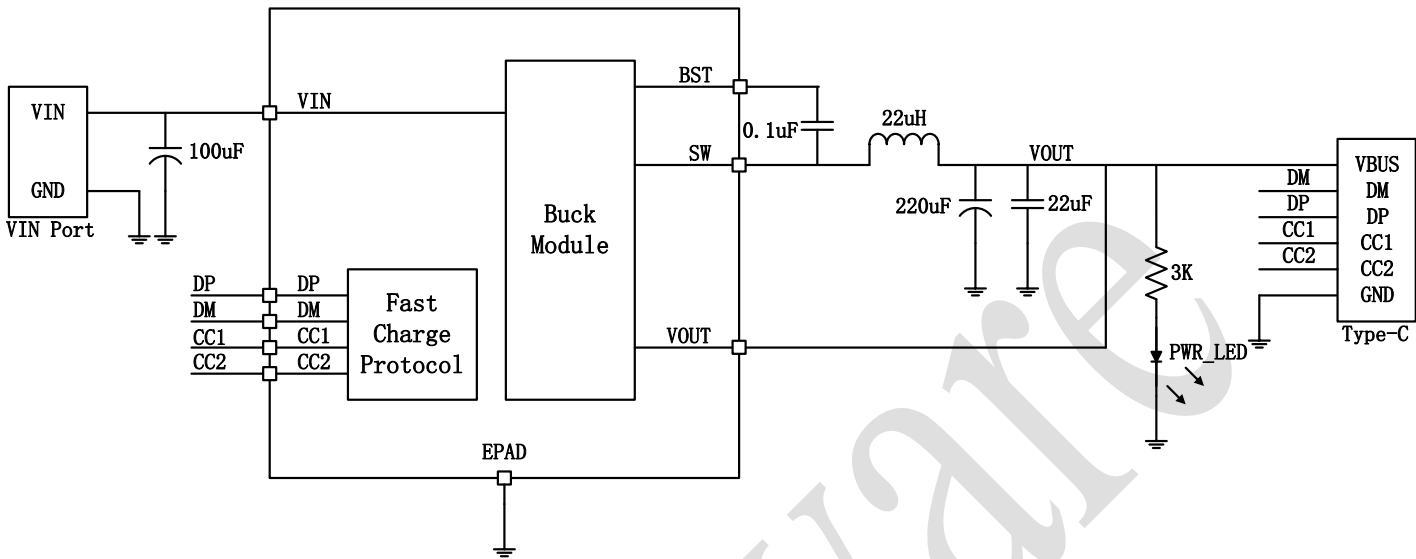 VIN
GND
VIN Port
100uF
VIN
DP
DM
CC1
CC2
DP
DM
CC1
CC2
Fast
Charge
Protocol
Buck
Module
BST
SW
VOUT
EPAD
0.1uF
22uH
VOUT
220uF
22uF
3K
PWR_LED
DM
DP
CC1
CC2
VBUS
DM
DP
CC1
CC2
GND
Type-C